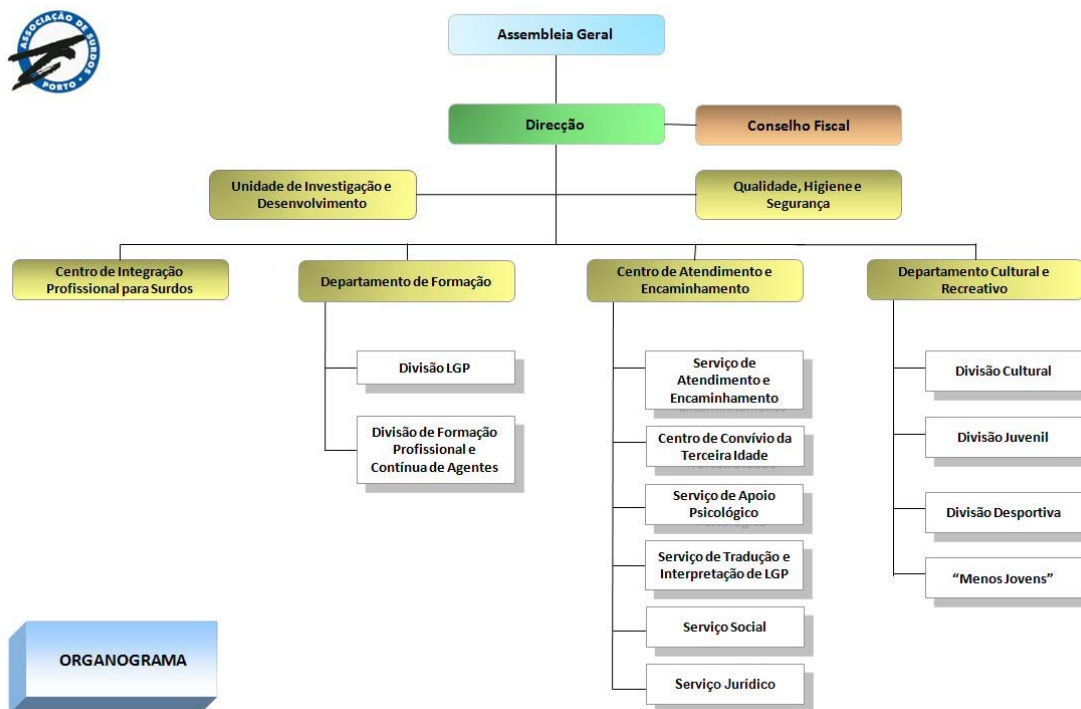 ASSOCIAÇÃO DE SURDOS
PORTO
Assembleia Geral
Direcção
Conselho Fiscal
Unidade de Investigação e
Desenvolvimento
Qualidade, Higiene e
Segurança
Centro de Integração
Profissional para Surdos
Departamento de Formação
Centro de Atendimento e
Encaminhamento
Departamento Cultural e
Recreativo
Divisão LGP
Divisão de Formação
Profissional e
Contínua de Agentes
Serviço de
Atendimento e
Encaminhamento
Centro de Convívio da
Terceira Idade
Serviço de Apoio
Psicológico
Serviço de Tradução e
Interpretação de LGP
Serviço Social
Serviço Jurídico
Divisão Cultural
Divisão Juvenil
Divisão Desportiva
“Menos Jovens”
ORGANOGRAMA